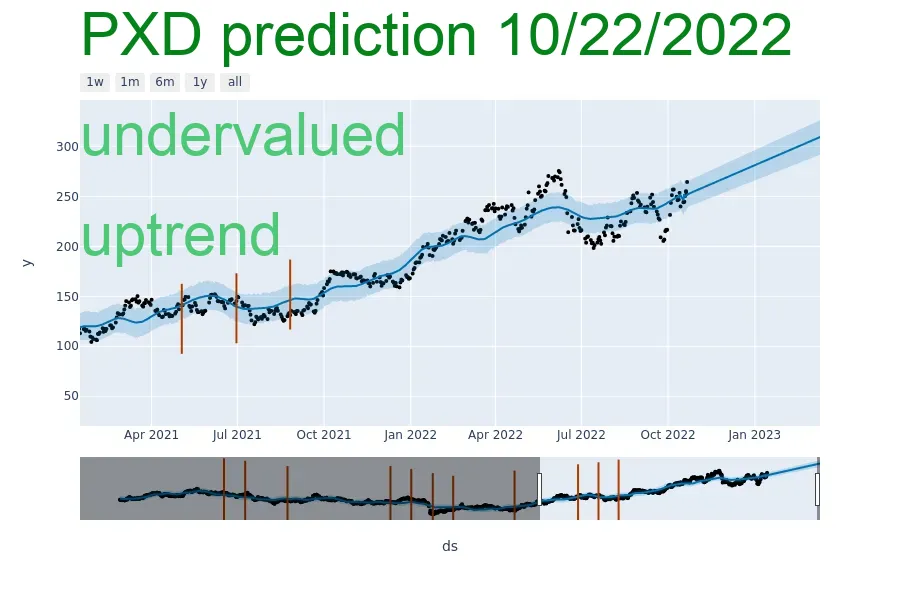 PXD prediction 10/22/2022
1w 1m 6m 1y all
undervalued
uptrend
300
250
200
150
100
50
y
Apr 2021 Jul 2021 Oct 2021 Jan 2022 Apr 2022 Jul 2022 Oct 2022 Jan 2023
ds